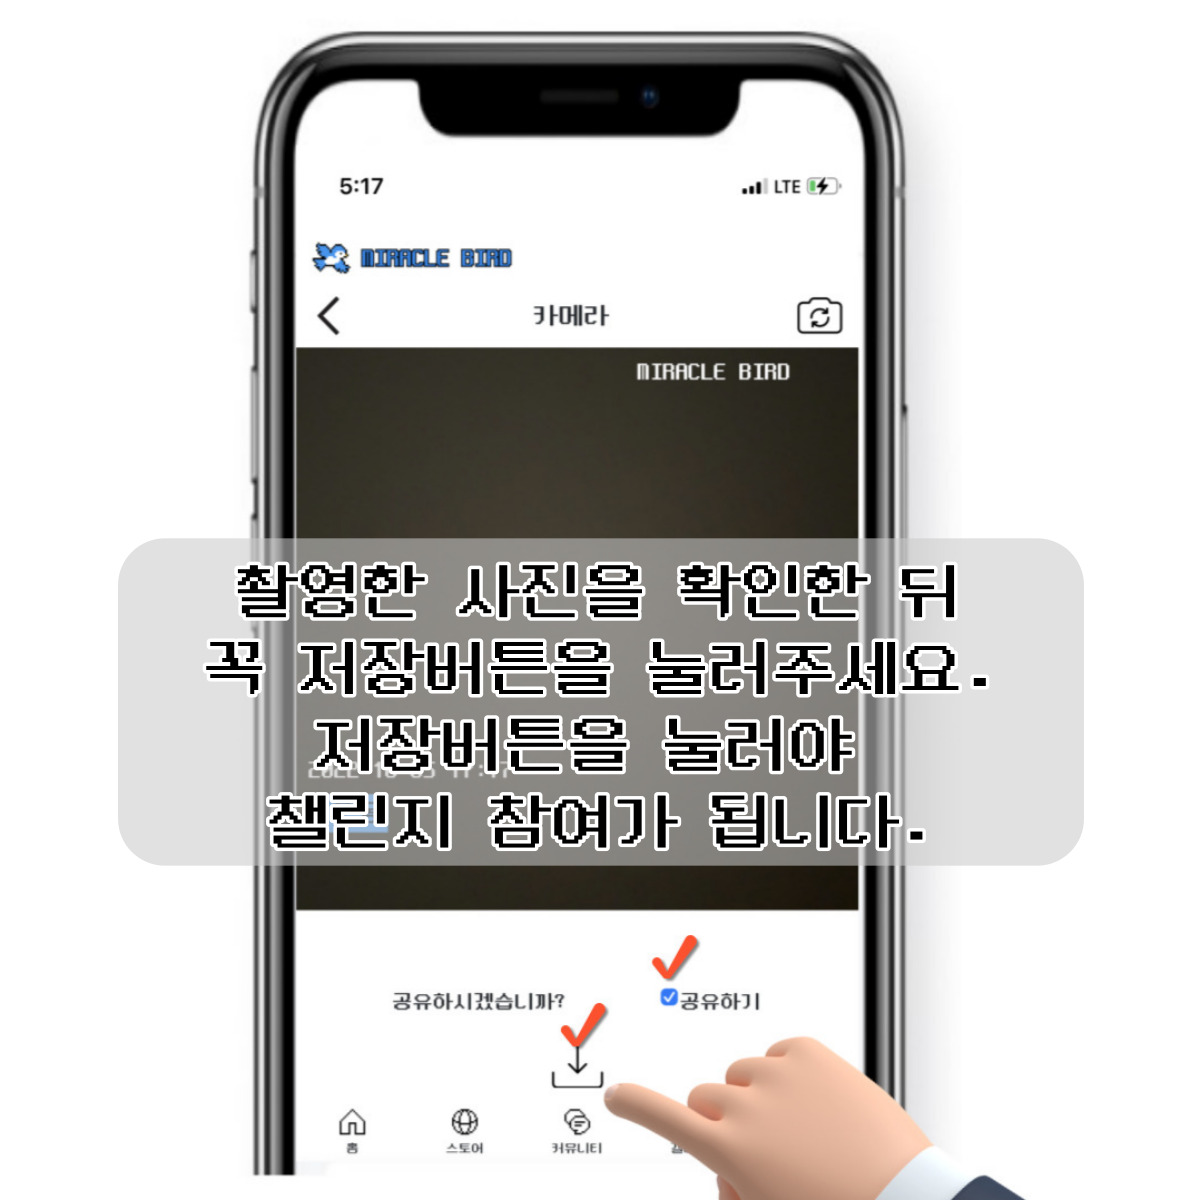 5:17
LTE
MIRACLE BIRD
카메라
MIRACLE BIRD
촬영한 사진을 확인한 뒤
꼭 저장버튼을 눌러주세요.
저장버튼을 눌러야
챌린지 참여가 됩니다.
공유하시겠습니까?
공유하기
홈
스토어
커뮤니티